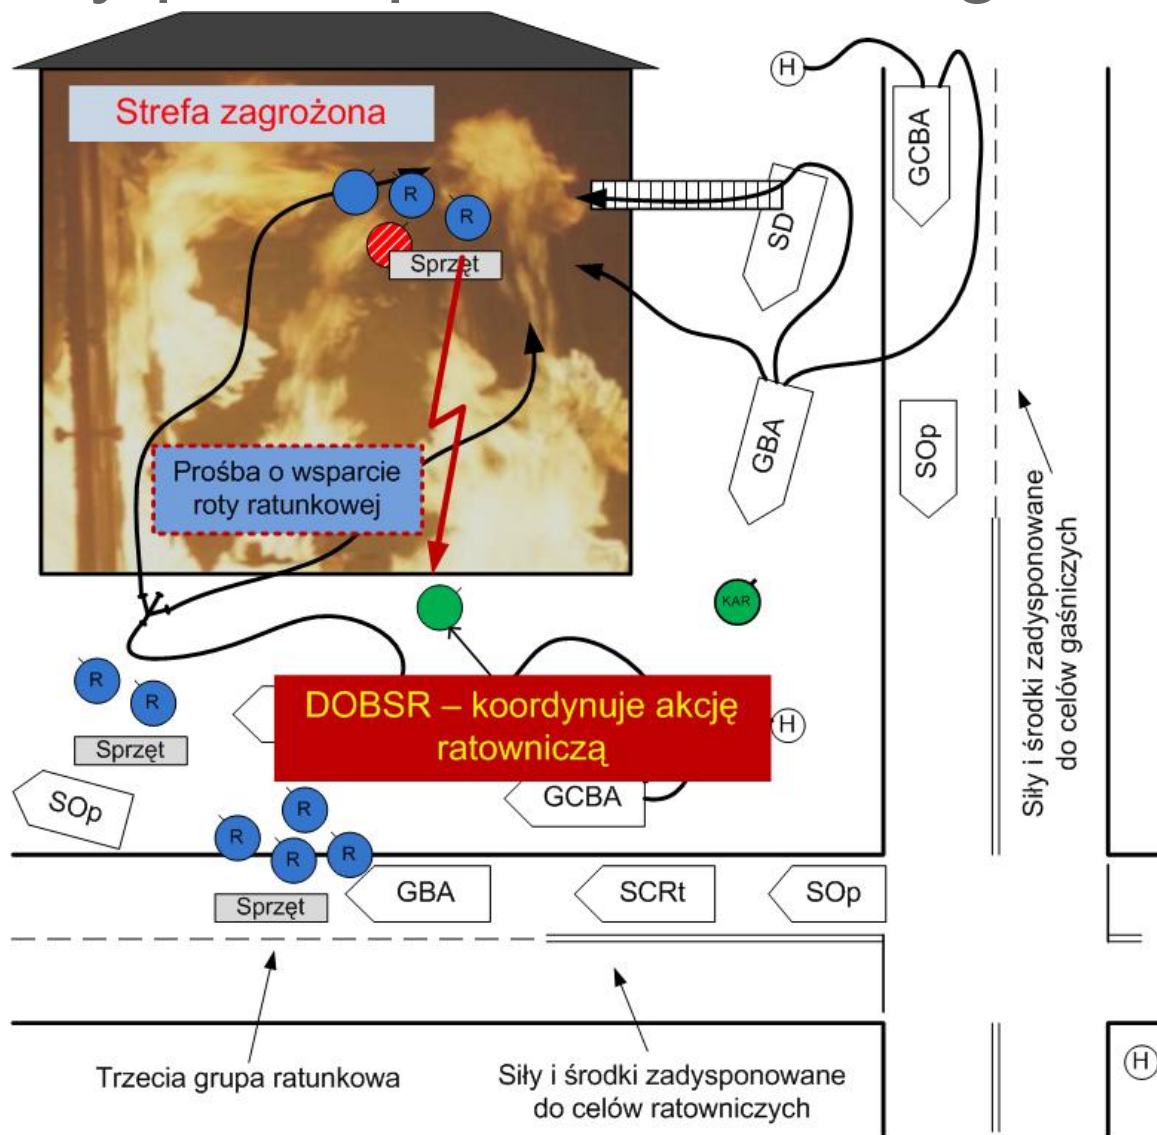 Strefa zagrożona
H
GCBA
R
R
SD
Sprzęt
GBA
SOp
Prośba o wsparcie
roty ratunkowej
KAR
Siły i środki zadysponowane
do celów gaśniczych
R
R
DOBSR – koordynuje akcję
ratowniczą
H
Sprzęt
SOp
GCBA
R
R
R
R
Sprzęt
GBA
SCRt
SOp
Trzecia grupa ratunkowa
Siły i środki zadysponowane
do celów ratowniczych
H